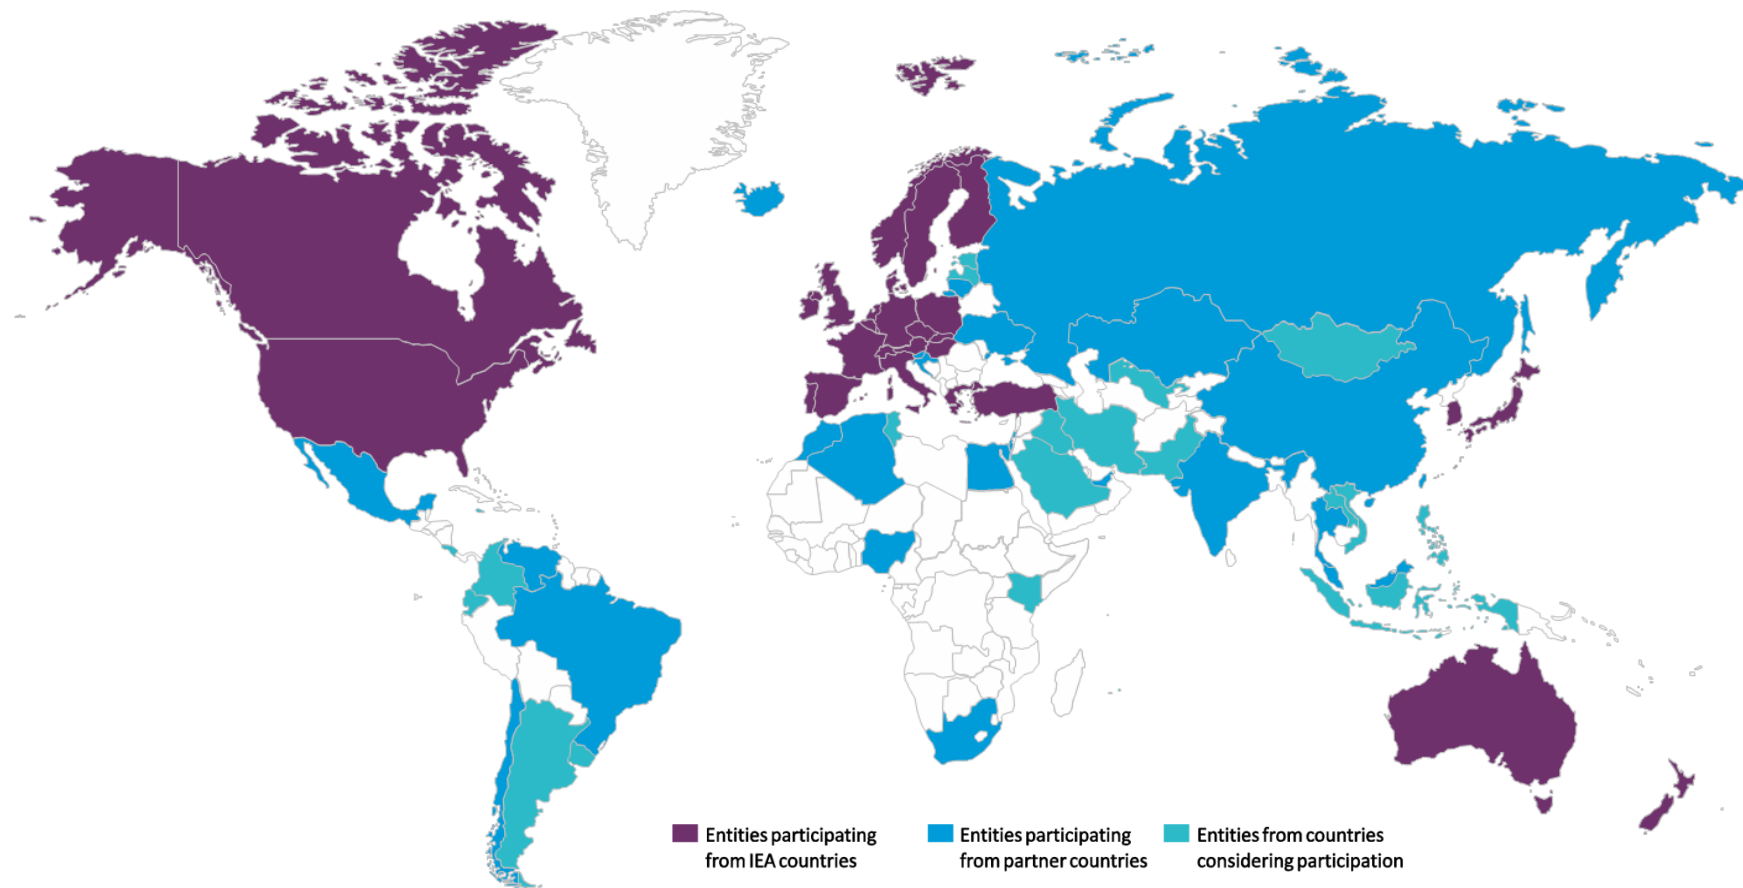 Entities participating
from IEA countries
Entities participating
from partner countries
Entities from countries
considering participation